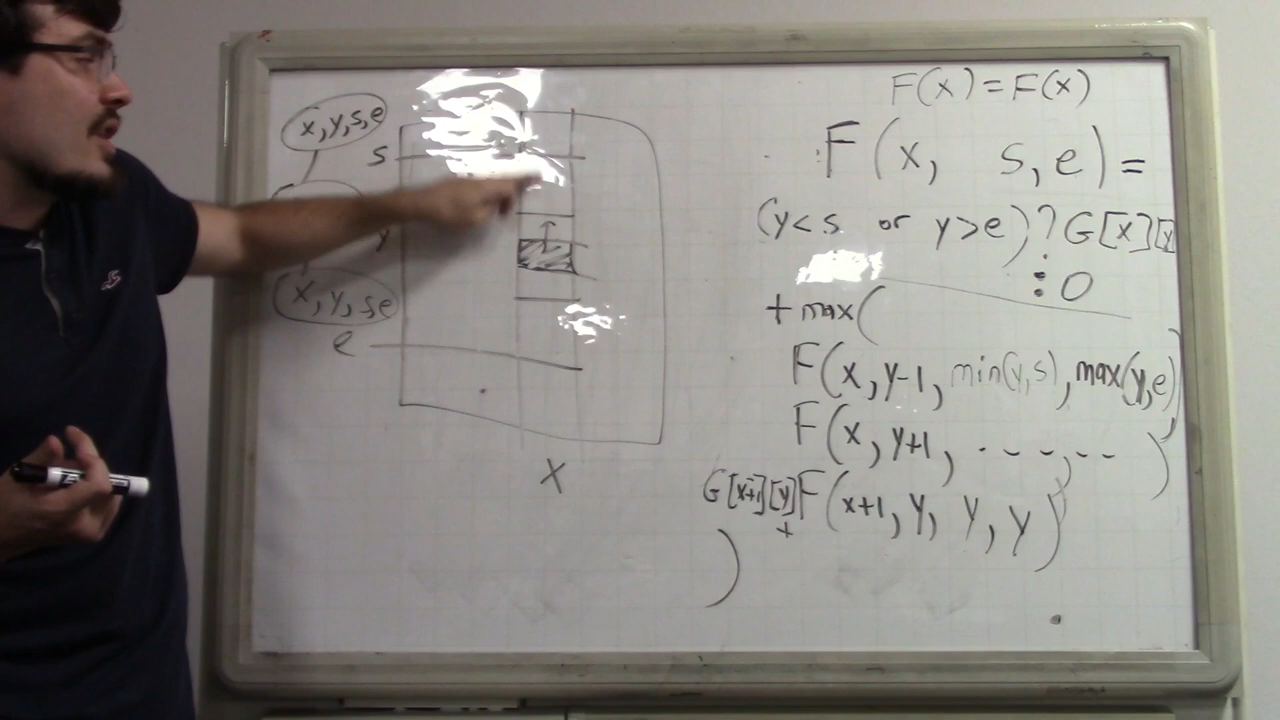 x, y, s, e
s
y
x, y, s, e
e
X
F(x) = F(x)
F(x, s, e) =
(y < s or y > e) ? G[x][y
: 0
+ max(
F(x, y-1, min(y,s), max(y,e)
F(x, y+1, - - -, - - )
G[x+1][y] + F(x+1, y, y, y)
)